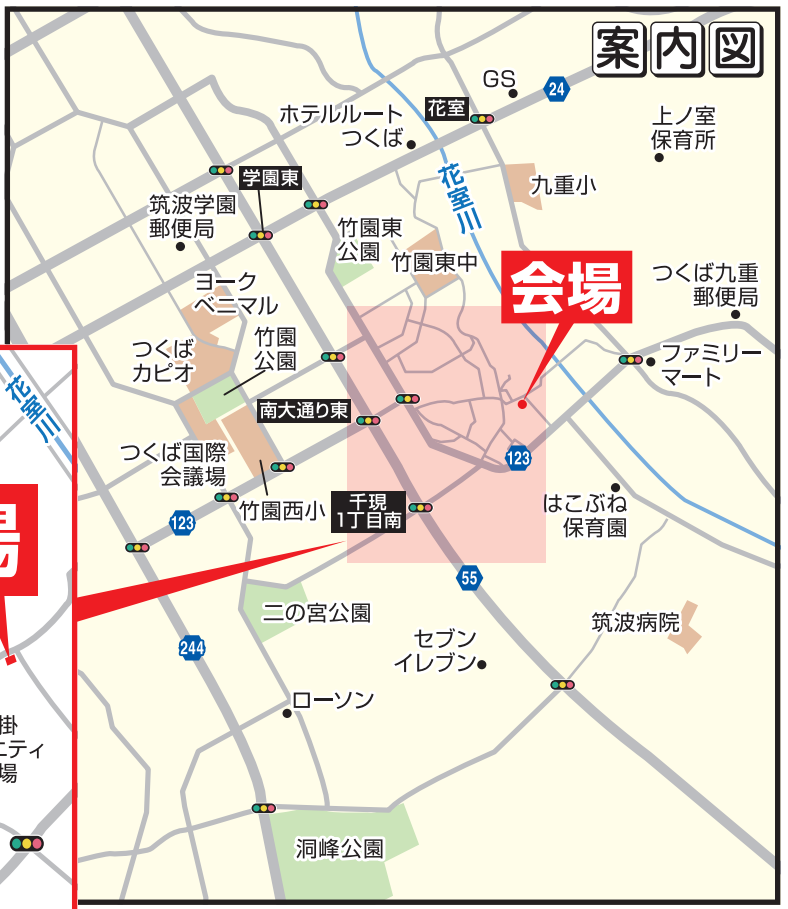 案内図
GS
24
花室
ホテルルート
つくば
上ノ室
保育所
学園東
花室川
九重小
筑波学園
郵便局
竹園東
公園
竹園東中
会場
つくば九重
郵便局
ヨーク
ベニマル
竹園
公園
つくば
カピオ
ファミリー
マート
花室川
南大通り東
つくば国際
会議場
123
竹園西小
千現
1丁目南
はこぶね
保育園
123
場
55
二の宮公園
筑波病院
セブン
イレブン
244
ローソン
掛
ニティ
場
洞峰公園